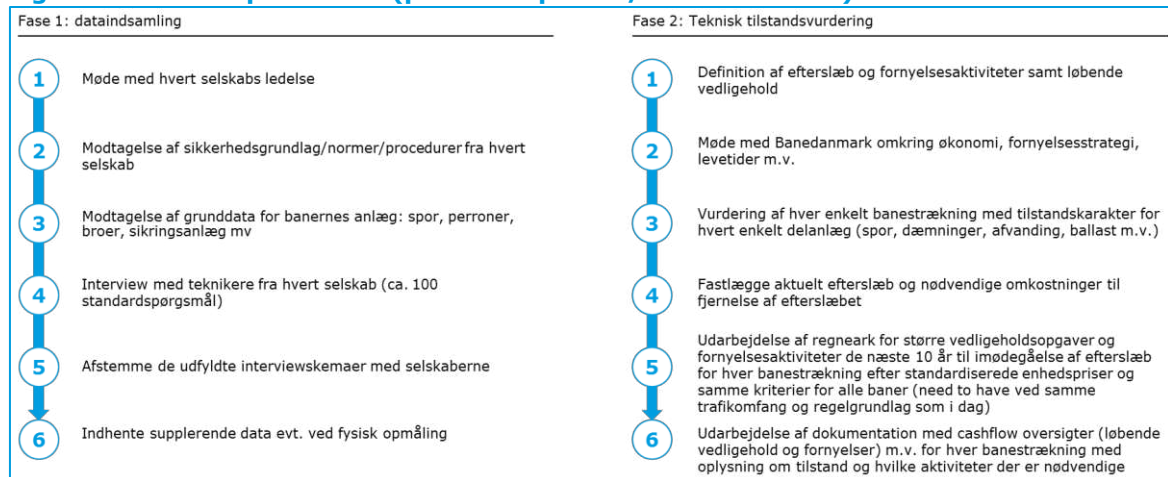 Fase 1: dataindsamling
1
Møde med hvert selskabs ledelse
2
Modtagelse af sikkerhedsgrundlag/normer/procedurer fra hvert
selskab
3
Modtagelse af grunddata for banernes anlæg: spor, perroner,
broer, sikringsanlæg mv
4
Interview med teknikere fra hvert selskab (ca. 100
standardspørgsmål)
5
Afstemme de udfyldte interviewskemaer med selskaberne
6
Indhente supplerende data evt. ved fysisk opmåling
Fase 2: Teknisk tilstandsvurdering
1
Definition af efterslæb og fornyelsesaktiviteter samt løbende
vedligehold
2
Møde med Banedanmark omkring økonomi, fornyelsesstrategi,
levetider m.v.
3
Vurdering af hver enkelt banestrækning med tilstandskarakter for
hvert enkelt delanlæg (spor, dæmninger, afvanding, ballast m.v.)
4
Fastlægge aktuelt efterslæb og nødvendige omkostninger til
fjernelse af efterslæbet
5
Udarbejdelse af regneark for større vedligeholdsopgaver og
fornyelsesaktiviteter de næste 10 år til imødegåelse af efterslæb
for hver banestrækning efter standardiserede enhedspriser og
samme kriterier for alle baner (need to have ved samme
trafikomfang og regelgrundlag som i dag)
6
Udarbejdelse af dokumentation med cashflow oversigter (løbende
vedligehold og fornyelser) m.v. for hver banestrækning med
oplysning om tilstand og hvilke aktiviteter der er nødvendige